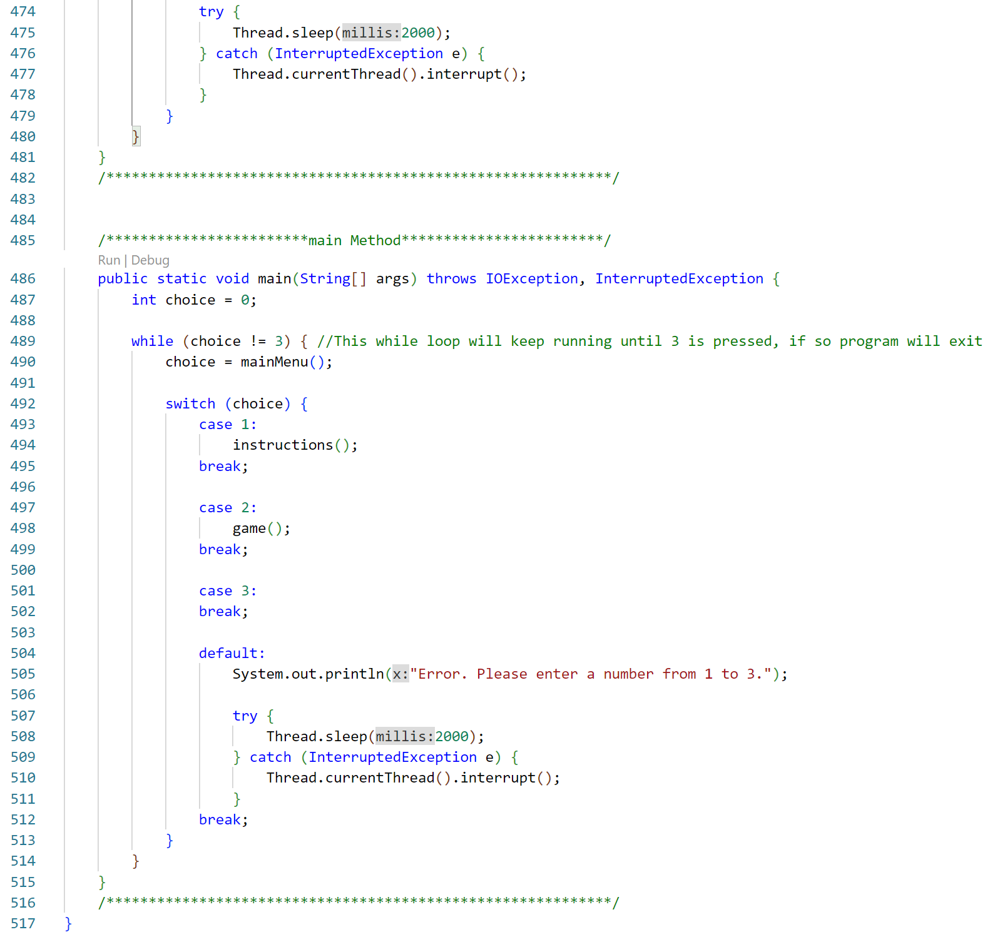 474 try {
475 Thread.sleep(millis:2000);
476 } catch (InterruptedException e) {
477 Thread.currentThread().interrupt();
478 }
479 }
480 }
481 }
482 /************************************************************/
483
484
485 /************************main Method************************/
Run | Debug
486 public static void main(String[] args) throws IOException, InterruptedException {
487 int choice = 0;
488
489 while (choice != 3) { //This while loop will keep running until 3 is pressed, if so program will exit
490 choice = mainMenu();
491
492 switch (choice) {
493 case 1:
494 instructions();
495 break;
496
497 case 2:
498 game();
499 break;
500
501 case 3:
502 break;
503
504 default:
505 System.out.println(x:"Error. Please enter a number from 1 to 3.");
506
507 try {
508 Thread.sleep(millis:2000);
509 } catch (InterruptedException e) {
510 Thread.currentThread().interrupt();
511 }
512 break;
513 }
514 }
515 }
516 /************************************************************/
517 }